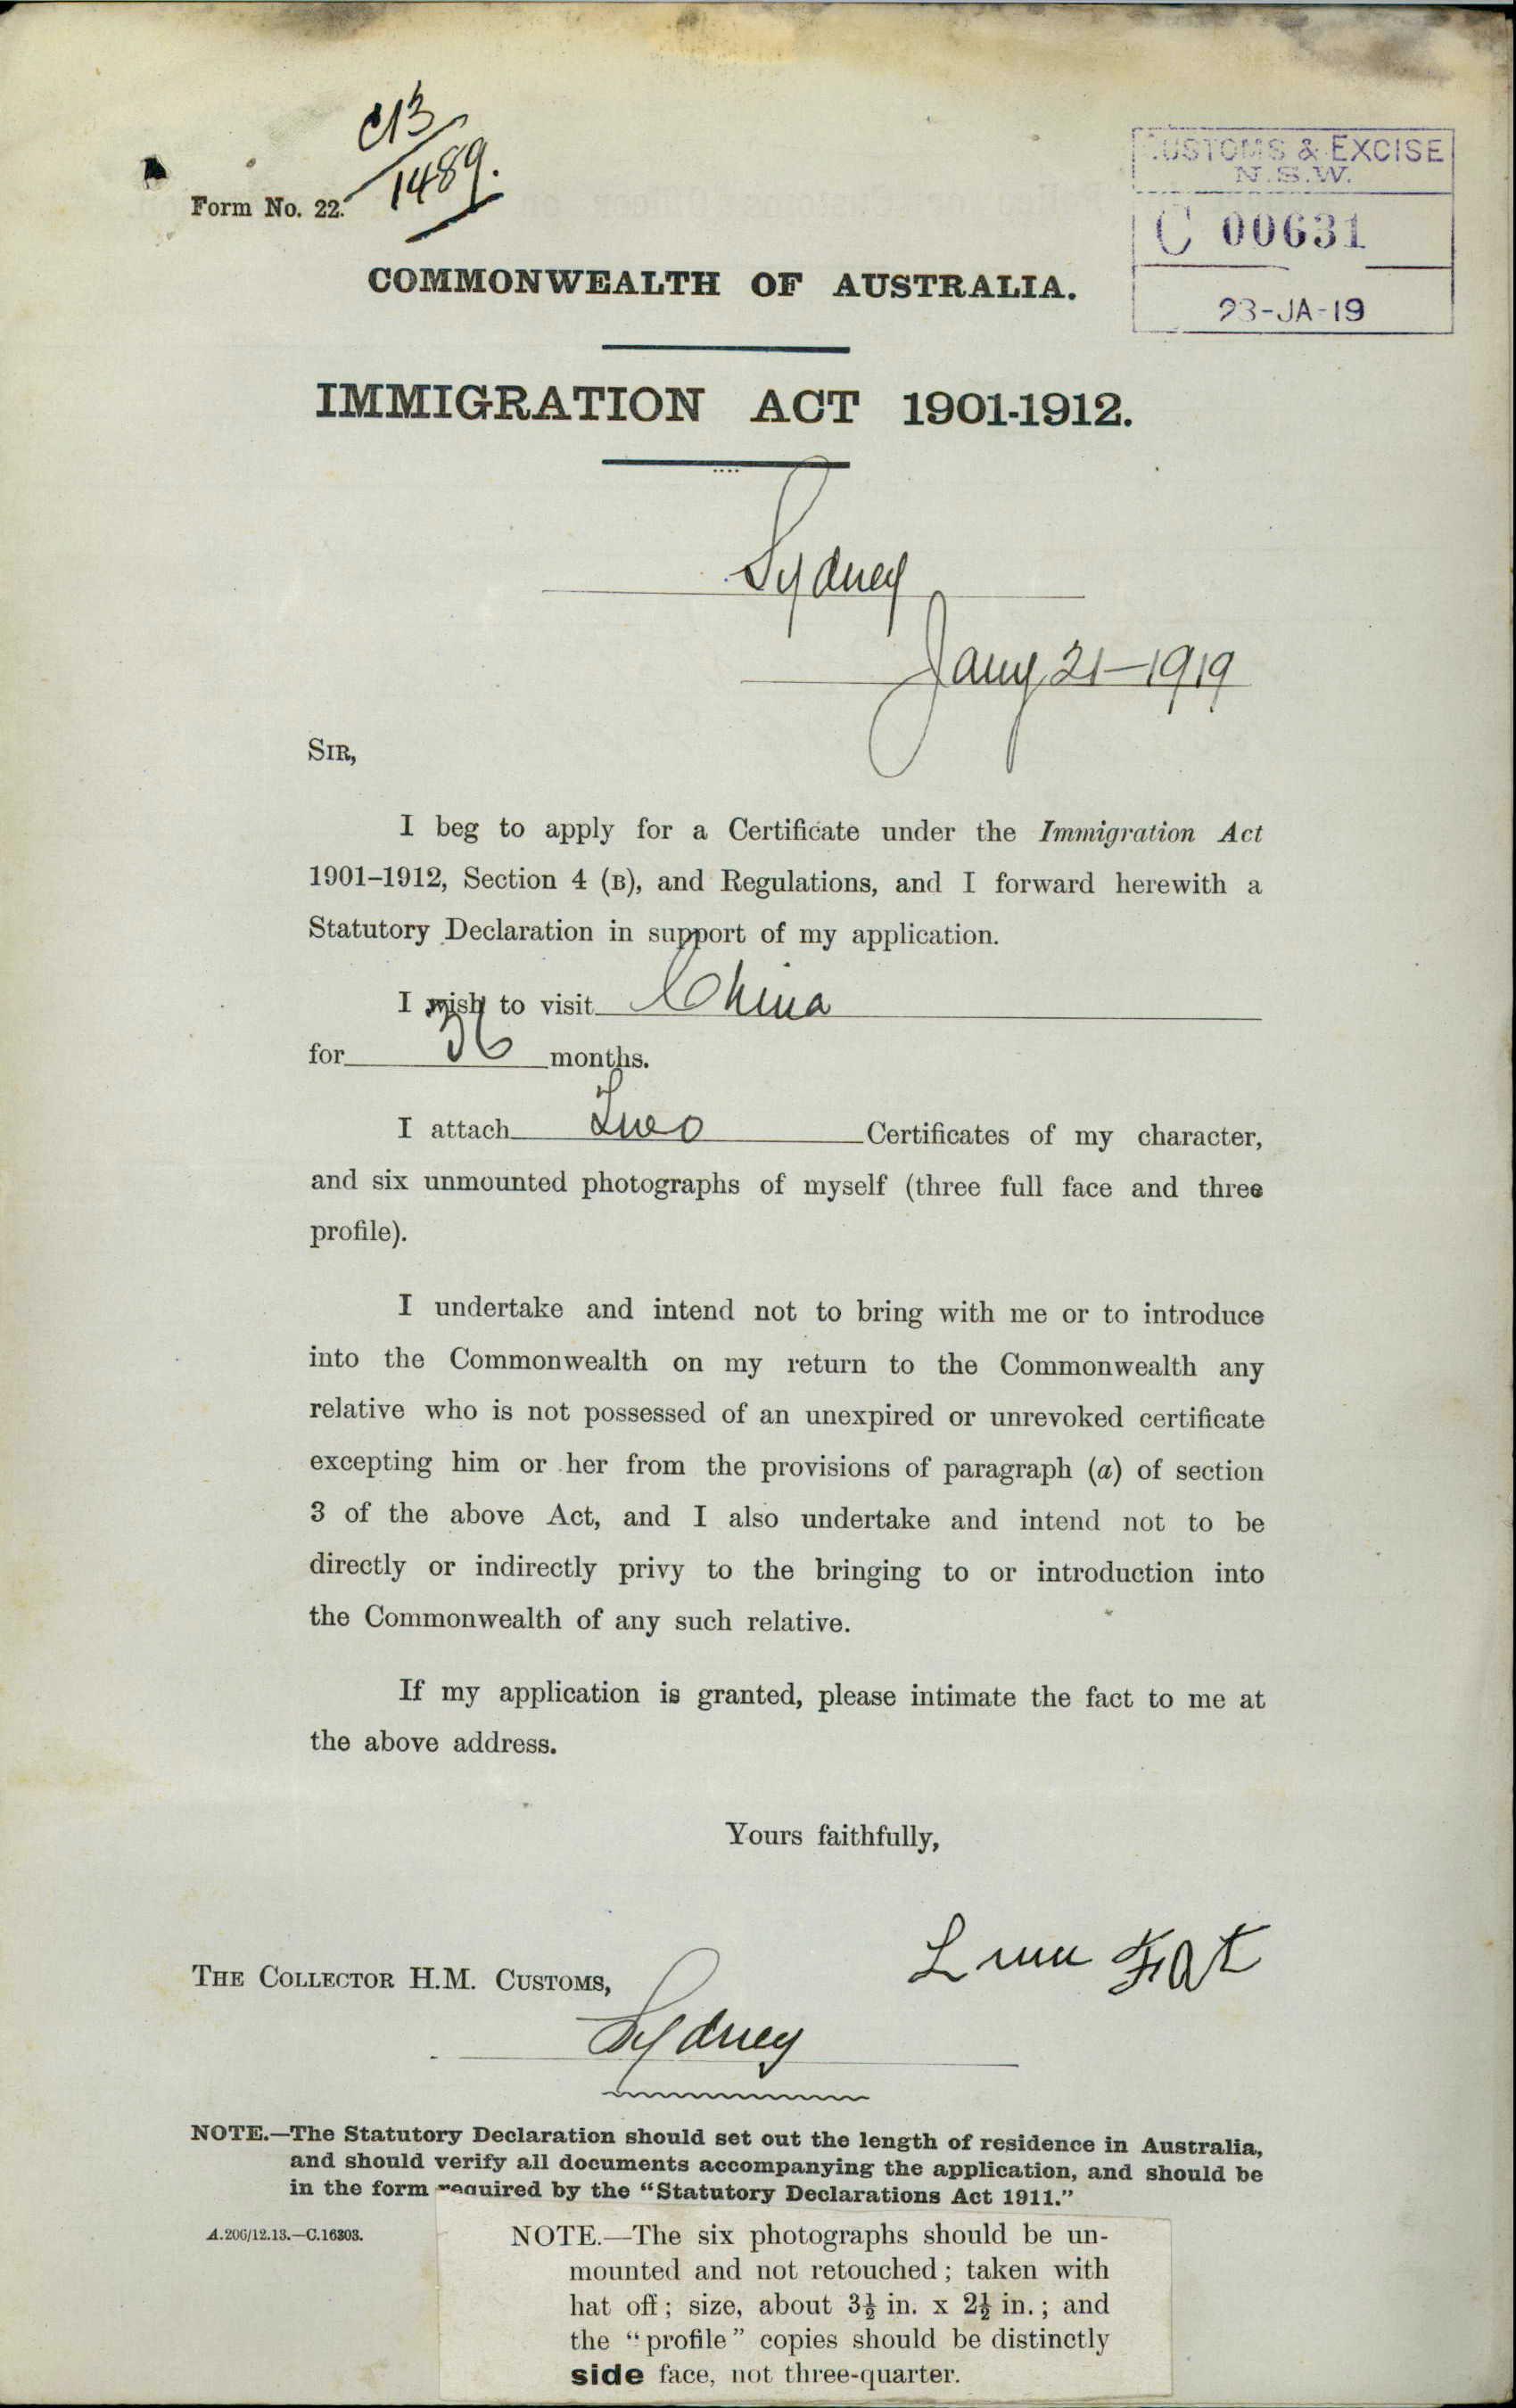 C13/1489.
Form No. 22.
CUSTOMS & EXCISE
N.S.W.
C 00631
23-JA-19
COMMONWEALTH OF AUSTRALIA.
IMMIGRATION ACT 1901-1912.
Sydney
Jany 21-1919
SIR,
I beg to apply for a Certificate under the Immigration Act
1901-1912, Section 4 (B), and Regulations, and I forward herewith a
Statutory Declaration in support of my application.
I wish to visit China
for 36 months.
I attach Two Certificates of my character,
and six unmounted photographs of myself (three full face and three
profile).
I undertake and intend not to bring with me or to introduce
into the Commonwealth on my return to the Commonwealth any
relative who is not possessed of an unexpired or unrevoked certificate
excepting him or her from the provisions of paragraph (a) of section
3 of the above Act, and I also undertake and intend not to be
directly or indirectly privy to the bringing to or introduction into
the Commonwealth of any such relative.
If my application is granted, please intimate the fact to me at
the above address.
Yours faithfully,
Fat
THE COLLECTOR H.M. CUSTOMS,
Sydney
NOTE.—The Statutory Declaration should set out the length of residence in Australia,
and should verify all documents accompanying the application, and should be
in the form required by the "Statutory Declarations Act 1911."
A.206/12.13.—C.16303.
NOTE.—The six photographs should be un-
mounted and not retouched; taken with
hat off; size, about 3½ in. x 2½ in.; and
the "profile" copies should be distinctly
side face, not three-quarter.